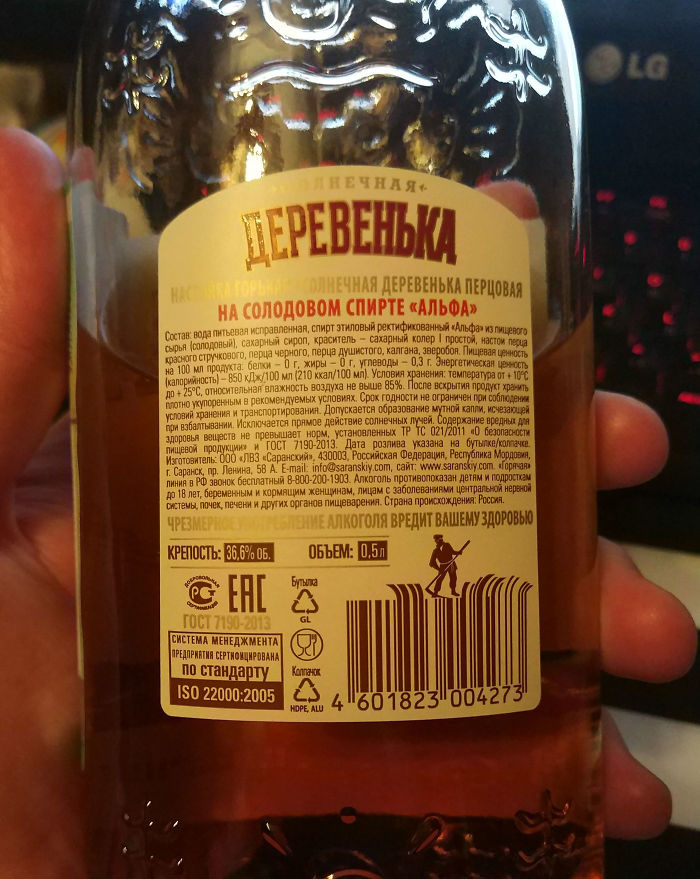 СОЛНЕЧНАЯ
ДЕРЕВЕНЬКА
НАСТОЙКА ГОРЬКАЯ «СОЛНЕЧНАЯ ДЕРЕВЕНЬКА ПЕРЦОВАЯ
НА СОЛОДОВОМ СПИРТЕ «АЛЬФА»
Состав: вода питьевая исправленная, спирт этиловый ректификованный «Альфа» из пищевого
сырья (солодовый), сахарный сироп, краситель – сахарный колер I простой, настои перца
красного стручкового, перца черного, перца душистого, калгана, зверобоя. Пищевая ценность
на 100 мл продукта: белки – 0 г, жиры – 0 г, углеводы – 0,3 г. Энергетическая ценность
(калорийность) – 850 кДж/100 мл (210 ккал/100 мл). Условия хранения: температура от +10°С
до +25°С, относительная влажность воздуха не выше 85%. После вскрытия продукт хранить
плотно укупоренным в рекомендуемых условиях. Срок годности не ограничен при соблюдении
условий хранения и транспортирования. Допускается образование мутной капли, исчезающей
при взбалтывании. Исключается прямое действие солнечных лучей. Содержание вредных для
здоровья веществ не превышает норм, установленных ТР ТС 021/2011 «О безопасности
пищевой продукции» и ГОСТ 7190-2013. Дата розлива указана на бутылке/колпачке.
Изготовитель: ООО «ЛВЗ «Саранский», 430003, Российская Федерация, Республика Мордовия,
г. Саранск, пр. Ленина, 58 А. E-mail: info@saranskiy.com, сайт: www.saranskiy.com. «Горячая»
линия в РФ звонок бесплатный 8-800-200-1903. Алкоголь противопоказан детям и подросткам
до 18 лет, беременным и кормящим женщинам, лицам с заболеваниями центральной нервной
системы, почек, печени и других органов пищеварения. Страна происхождения: Россия.
ЧРЕЗМЕРНОЕ УПОТРЕБЛЕНИЕ АЛКОГОЛЯ ВРЕДИТ ВАШЕМУ ЗДОРОВЬЮ
КРЕПОСТЬ: 36,6% ОБ. ОБЪЕМ: 0,5 л
ДОБРОВОЛЬНАЯ
СЕРТИФИКАЦИЯ
ЕАС
ГОСТ 7190-2013
СИСТЕМА МЕНЕДЖМЕНТА
ПРЕДПРИЯТИЯ СЕРТИФИЦИРОВАНА
по стандарту
ISO 22000:2005
Бутылка
GL
Колпачок
HDPE, ALU
4 601823 004273
LG